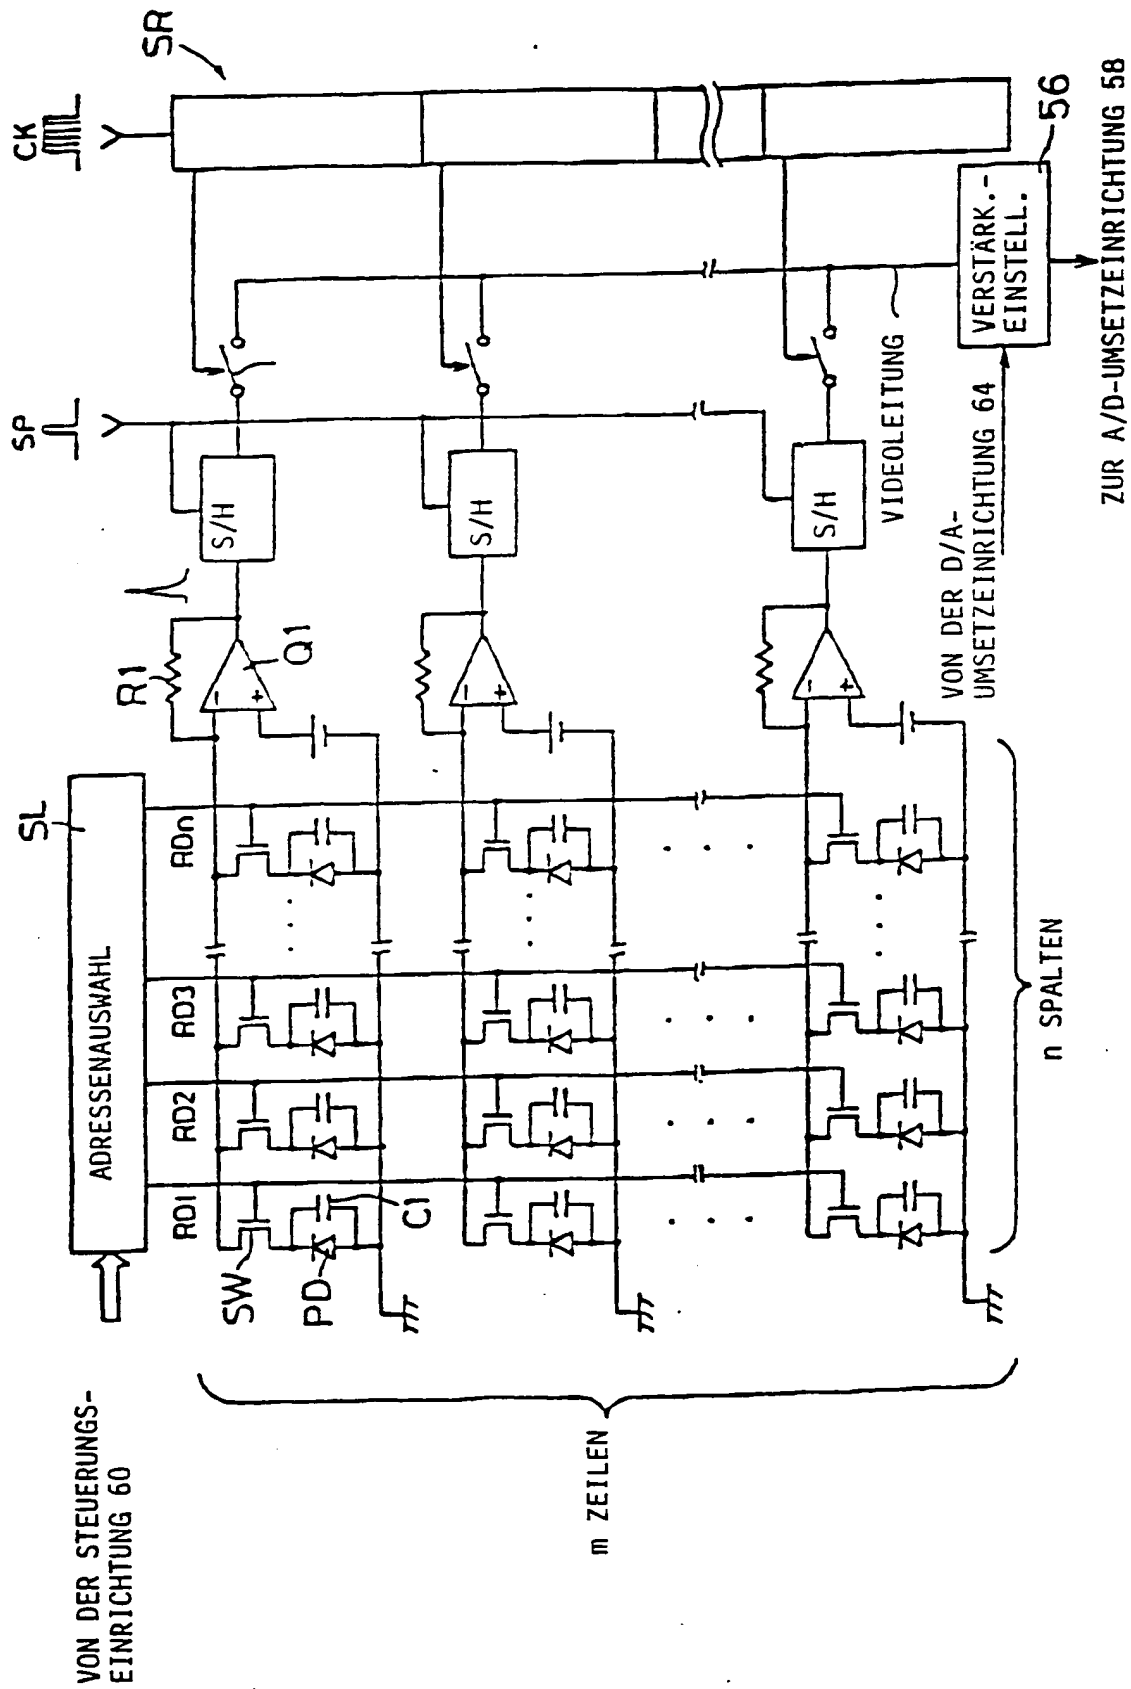 VON DER STEUERUNGS-
EINRICHTUNG 60
SL
ADRESSENAUSWAHL
RD1
RD2
RD3
RDn
SW
PD
C1
R1
Q1
-
+
-
+
-
+
S/H
S/H
S/H
SP
CK
SR
m ZEILEN
n SPALTEN
VIDEOLEITUNG
VON DER D/A-
UMSETZEINRICHTUNG 64
VERSTÄRK.-
EINSTELL.
56
ZUR A/D-UMSETZEINRICHTUNG 58